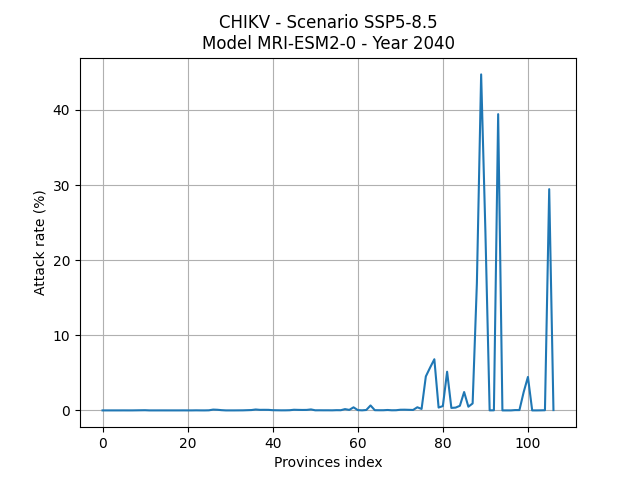 CHIKV - Scenario SSP5-8.5
Model MRI-ESM2-0 - Year 2040
40
30
20
10
0
Attack rate (%)
0 20 40 60 80 100
Provinces index